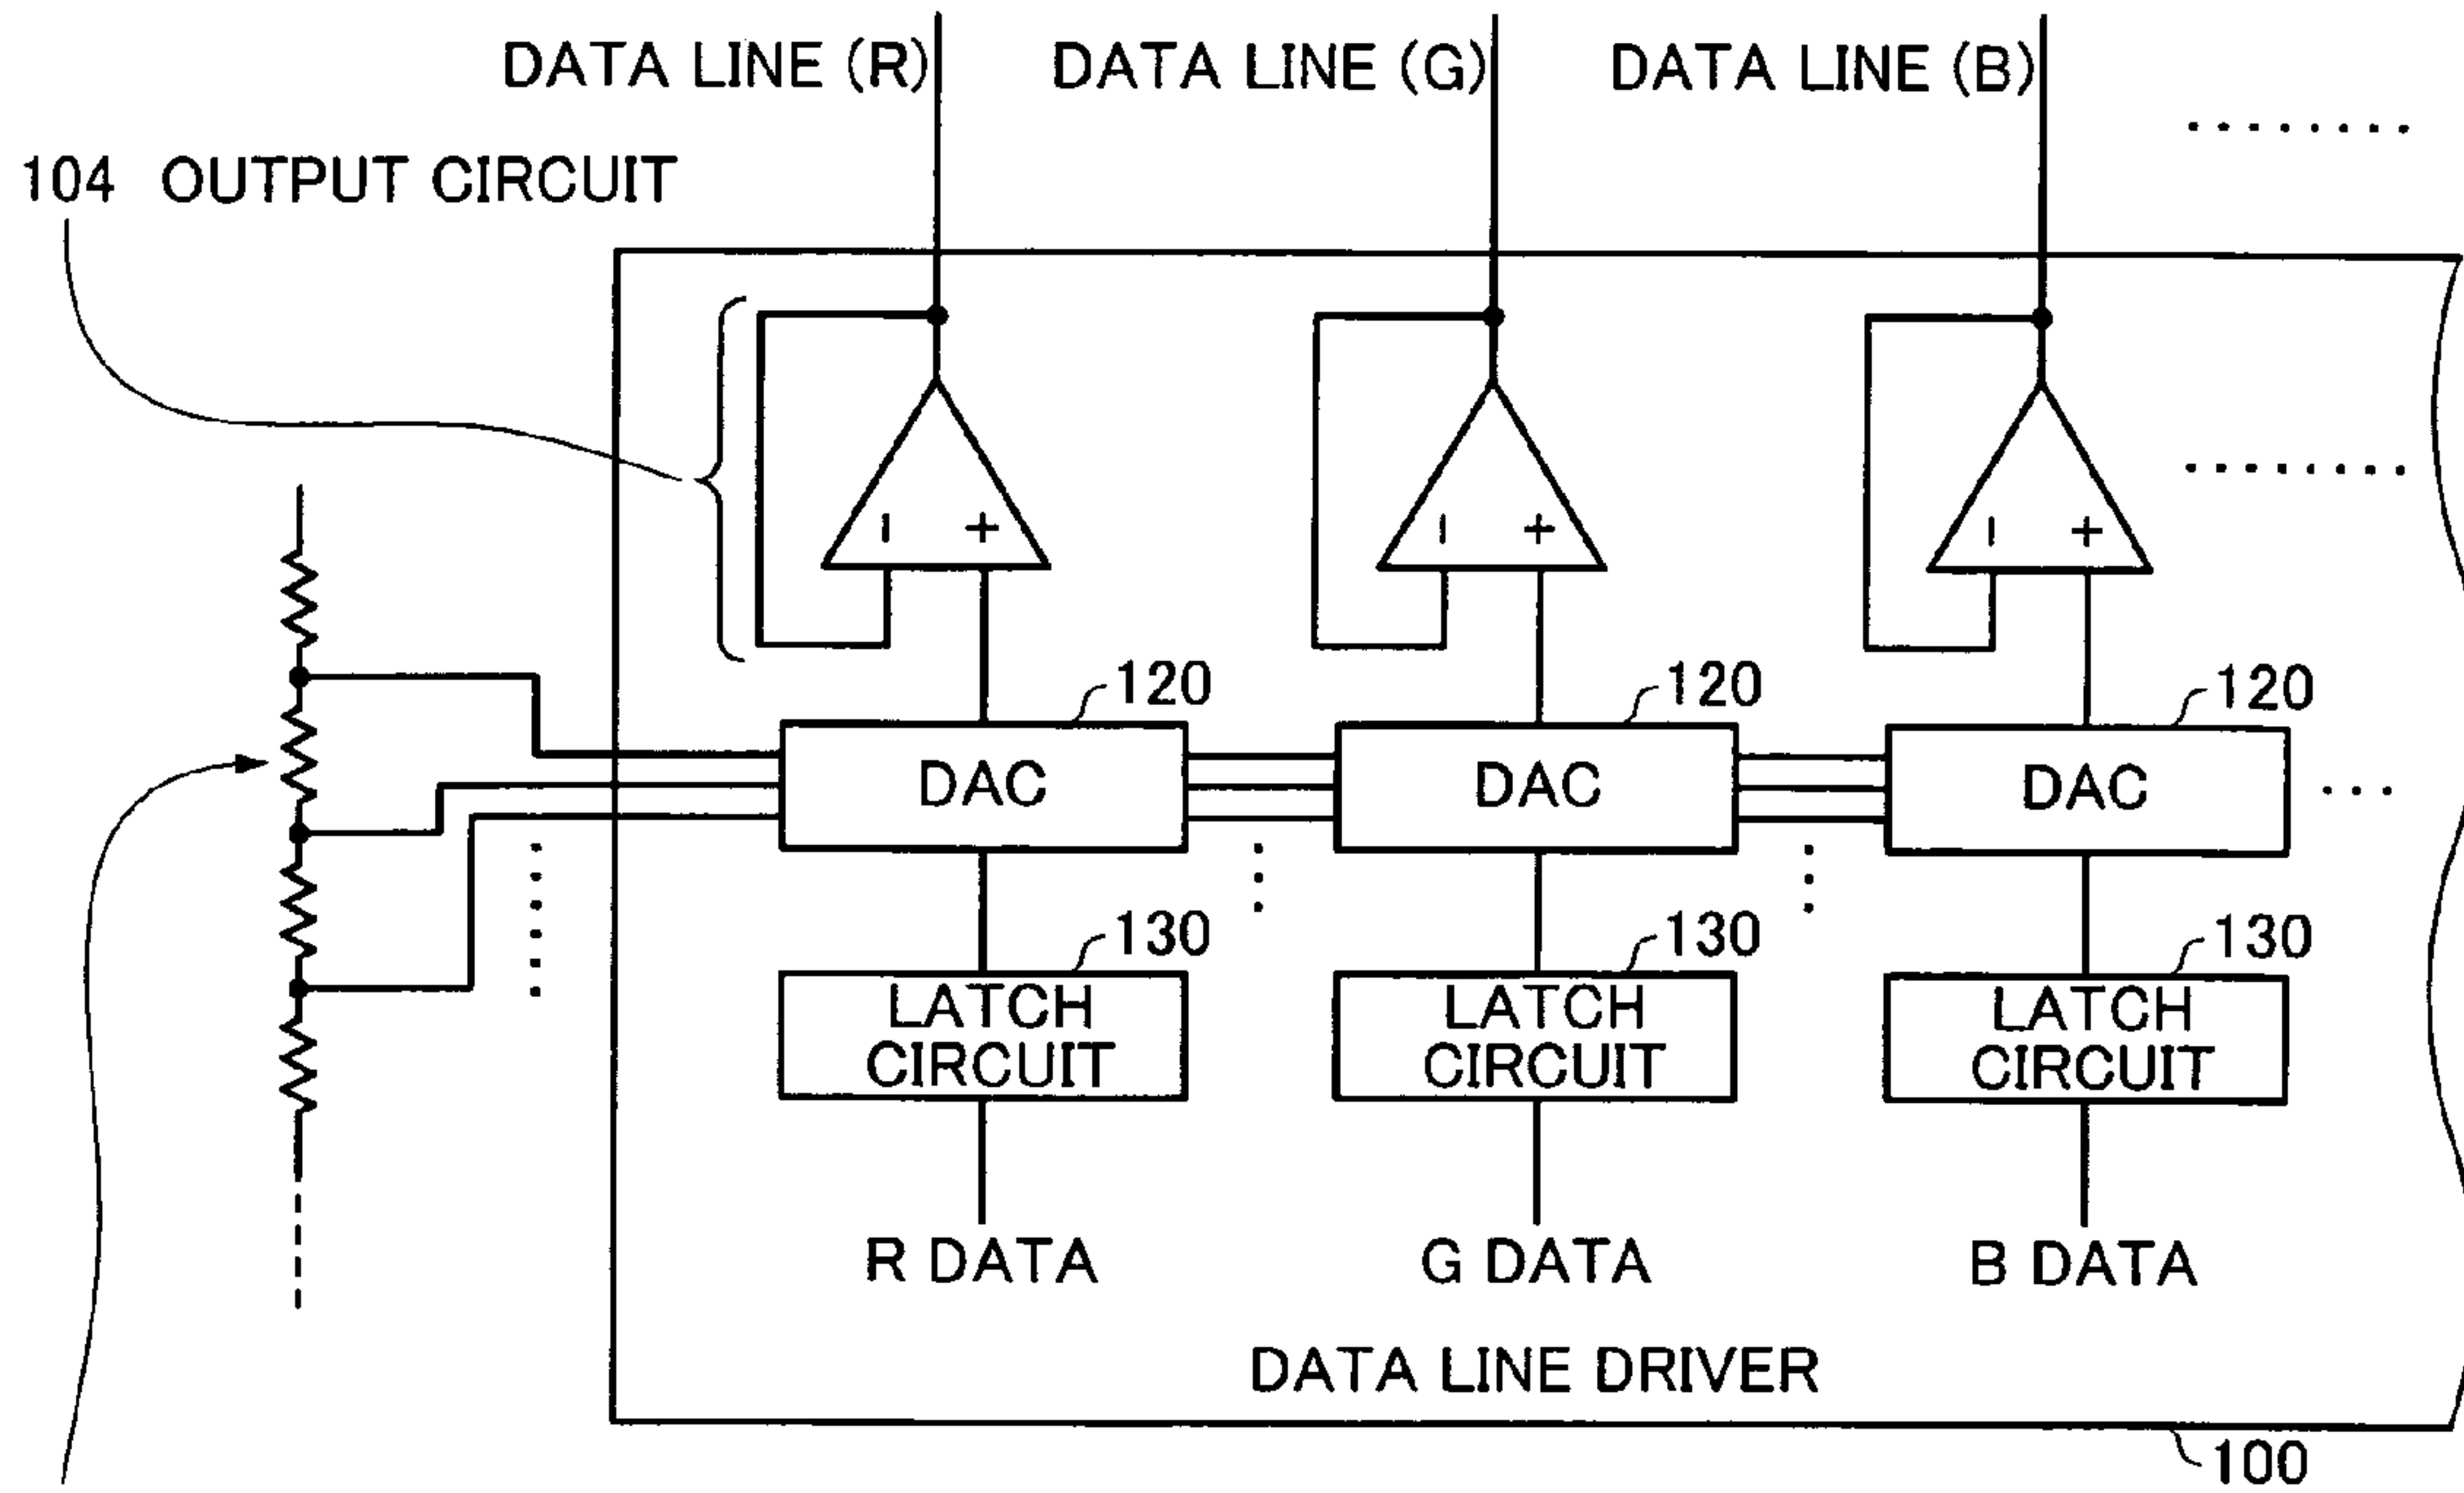 DATA LINE (R) DATA LINE (G) DATA LINE (B)
104 OUTPUT CIRCUIT
- + - + - +
120 120 120
DAC DAC DAC
130 130 130
LATCH CIRCUIT
LATCH CIRCUIT
LATCH CIRCUIT
R DATA G DATA B DATA
DATA LINE DRIVER
100